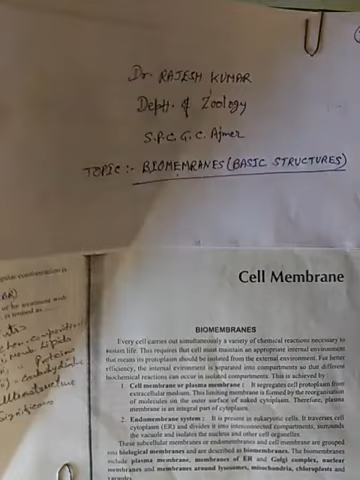 Dr. RAJESH KUMAR
Deptt. of Zoology
S.P.C.G.C. Ajmer
TOPIC :- BIOMEMBRANES (BASIC STRUCTURES)
Cell Membrane
BIOMEMBRANES
Every cell carries out simultaneously a variety of chemical reactions necessary to
sustain life. This requires that cell must maintain an appropriate internal environment
that means its protoplasm should be isolated from the external environment. For better
efficiency, the internal evironment is separated into compartments so that different
biochemical reactions can occur in isolated compartments. This is achieved by :
1. Cell membrane or plasma membrane : It segregates cell protoplasm from
extracellular medium. This limiting membrane is formed by the reorganisation
of molecules on the outer surface of naked cytoplasm. Therefore, plasma
membrane is an integral part of cytoplasm.
2. Endomembrane system : It is present in eukaryotic cells. It traverses cell
cytoplasm (ER) and divides it into interconnected compartments, surrounds
the vacuole and isolates the nucleus and other cell organelles.
These subcellular membranes or endomembranes and cell membrane are grouped
into biological membranes and are described as biomembranes. The biomembranes
include plasma membrane, membranes of ER and Golgi complex, nuclear
membranes and membranes around lysosomes, mitochondria, chloroplasts and
Lipids
Proteins
Carbohydrate
Ultrastructure